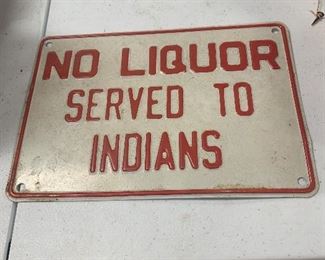 NO LIQUOR
SERVED TO
INDIANS